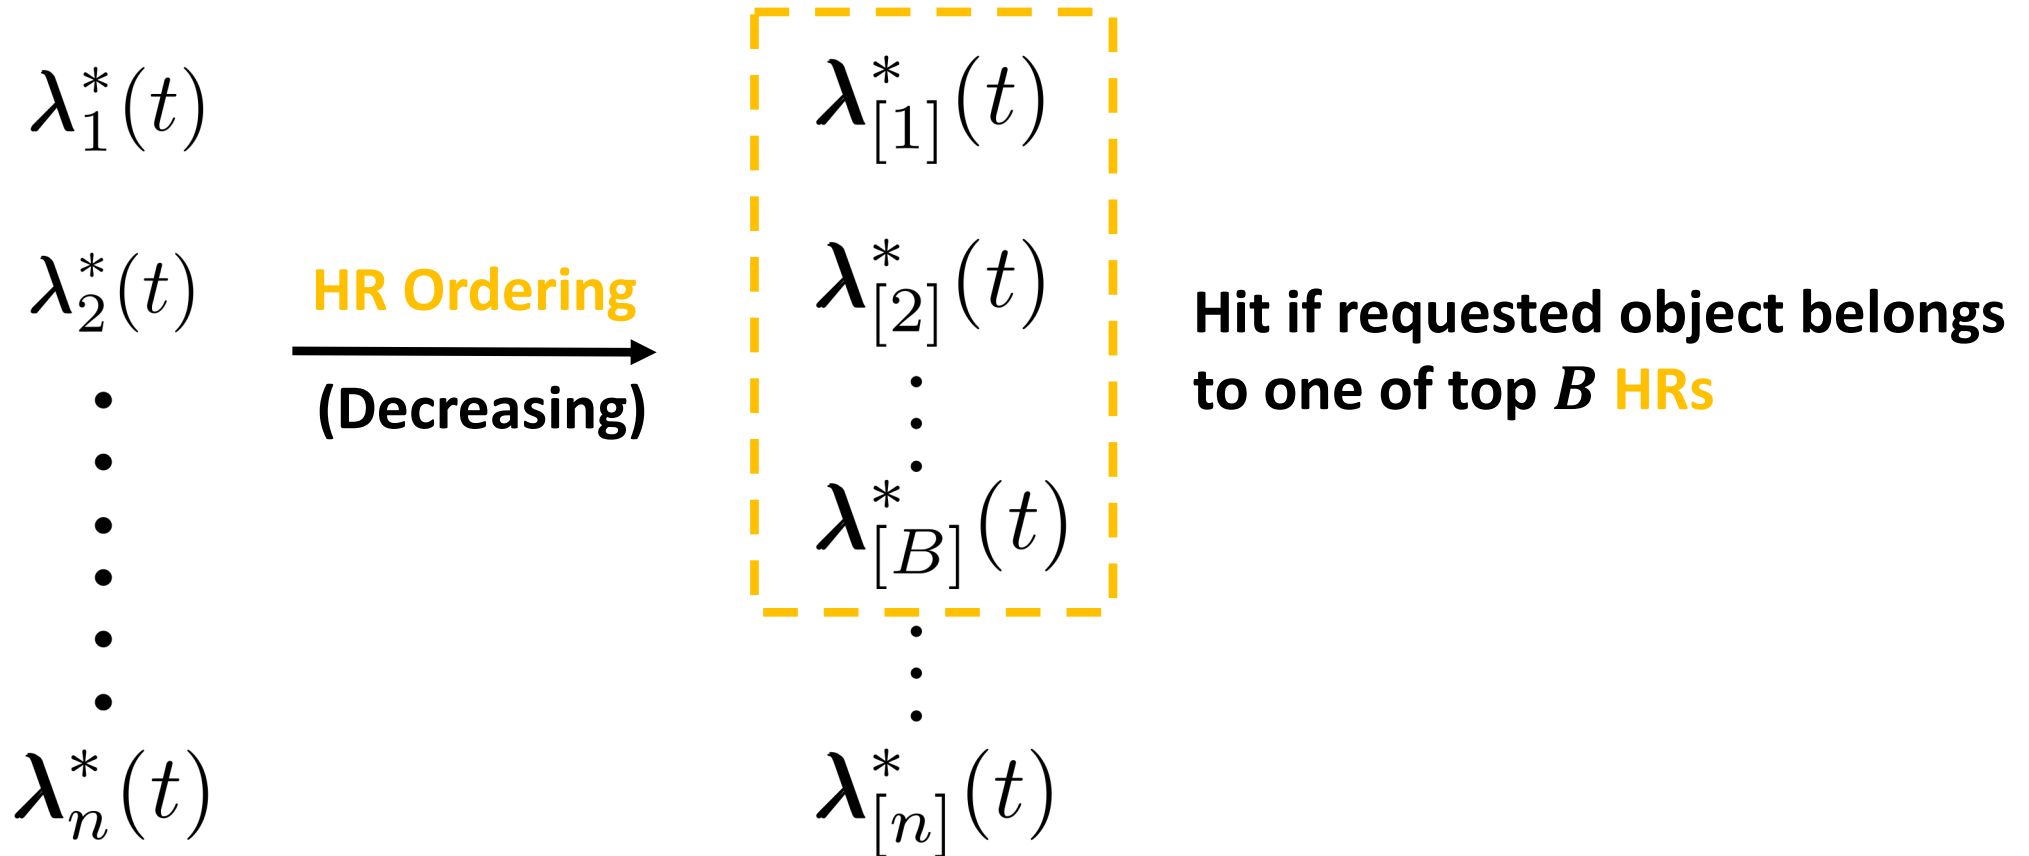 λ*₁(t)
λ*₂(t)
λ*ₙ(t)
HR Ordering
(Decreasing)
λ*_[1](t)
λ*_[2](t)
λ*_[B](t)
λ*_[n](t)
Hit if requested object belongs
to one of top B HRs